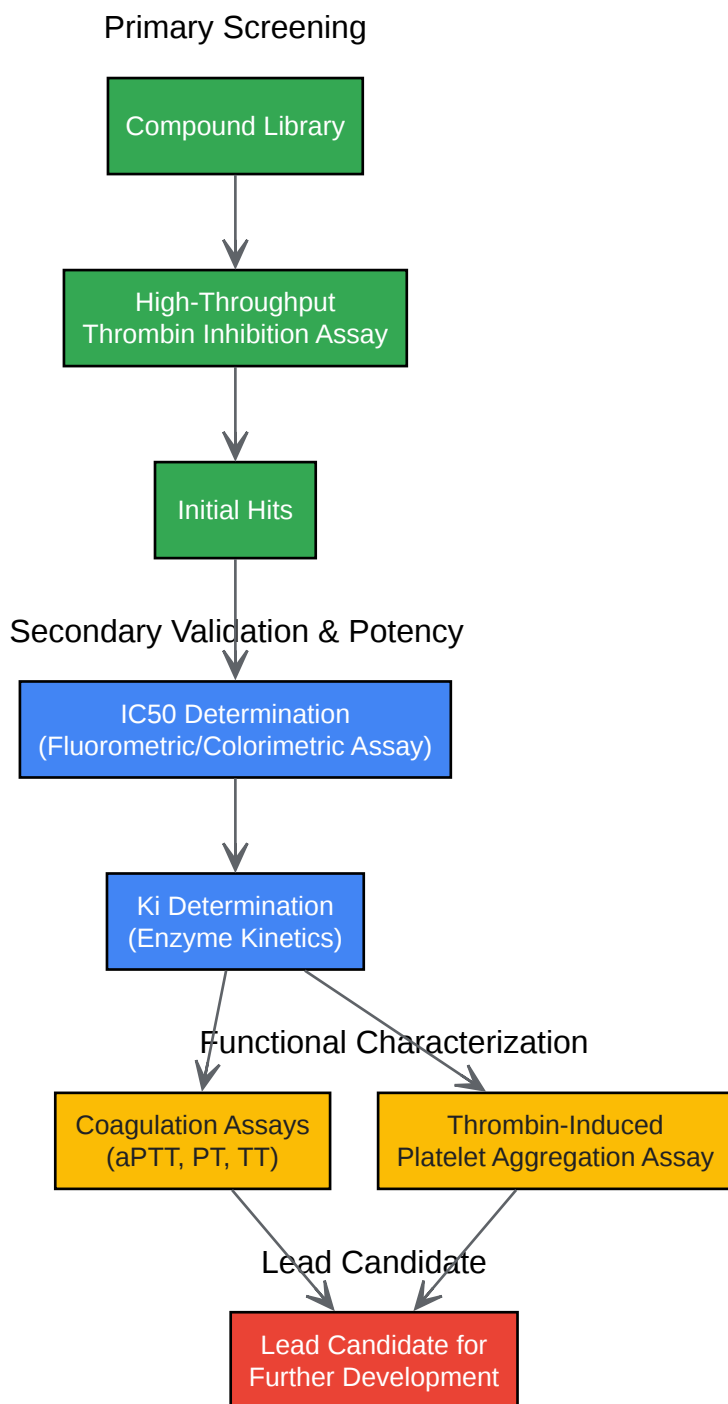 Primary Screening
Compound Library
High-Throughput
Thrombin Inhibition Assay
Initial Hits
Secondary Validation & Potency
IC50 Determination
(Fluorometric/Colorimetric Assay)
Ki Determination
(Enzyme Kinetics)
Functional Characterization
Coagulation Assays
(aPTT, PT, TT)
Thrombin-Induced
Platelet Aggregation Assay
Lead Candidate
Lead Candidate for
Further Development